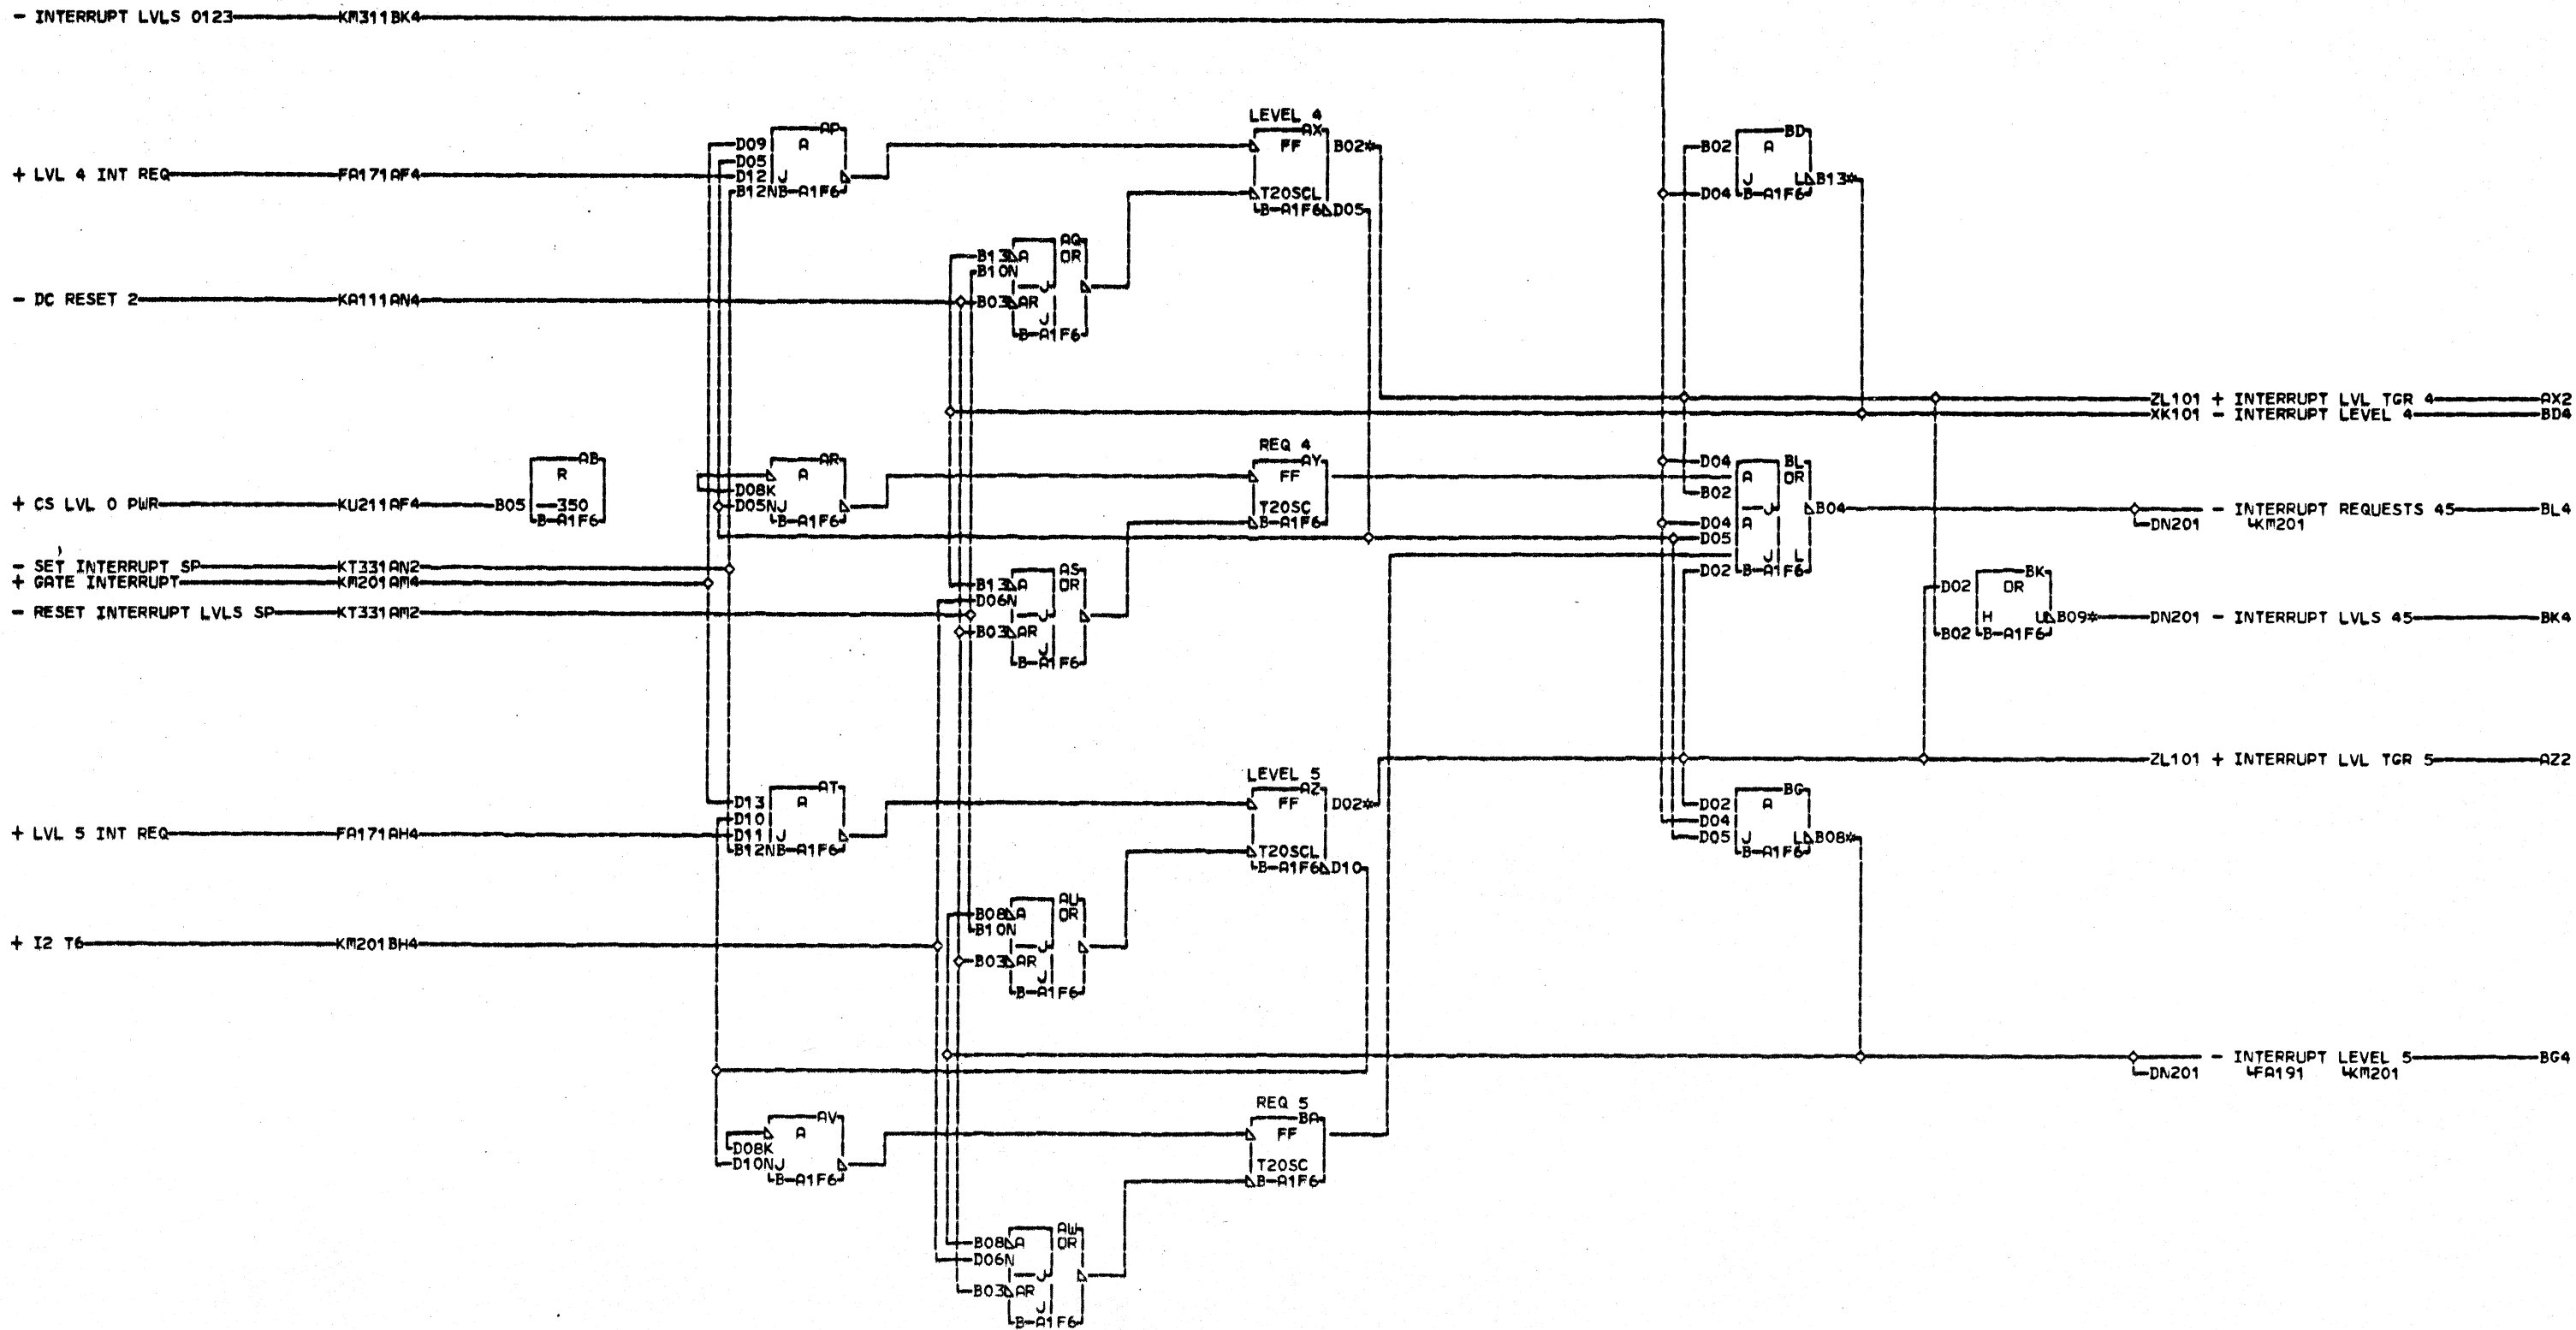 - INTERRUPT LVLS 0123 KM311BK4
LEVEL 4
AP
D09 A
D05
+ LVL 4 INT REQ FA171AF4 D12 J
B12N B-A1F6
AX
FF B02*
T20SCL
B-A1F6 D05
BD
B02 A
J L B13*
D04 B-A1F6
AQ
B13 A OR
B10N
J
- DC RESET 2 KA111AN4 B03 AR
J
B-A1F6
ZL101 + INTERRUPT LVL TGR 4 AX2
XK101 - INTERRUPT LEVEL 4 BD4
REQ 4
AB
R
+ CS LVL 0 PWR KU211AF4 B05 350
B-A1F6
AR
A
D08K
D05N J
B-A1F6
AY
FF
T20SC
B-A1F6
D04 BL
A OR
B02
J B04 - INTERRUPT REQUESTS 45 BL4
D04 A DN201 KM201
D05
J L
D02 B-A1F6
- SET INTERRUPT SP KT331AN2
+ GATE INTERRUPT KM201AM4
- RESET INTERRUPT LVLS SP KT331AM2
AS
B13 A OR
D06N
J
B03 AR
J
B-A1F6
BK
D02 OR
H L B09* DN201 - INTERRUPT LVLS 45 BK4
B02 B-A1F6
ZL101 + INTERRUPT LVL TGR 5 AZ2
LEVEL 5
AT
D13 A
D10
+ LVL 5 INT REQ FA171AH4 D11 J
B12N B-A1F6
AZ
FF D02*
T20SCL
B-A1F6 D10
BG
D02 A
D04
D05 J L B08*
B-A1F6
AU
B08 A OR
B10N
+ I2 T6 KM201BH4 J
B03 AR
J
B-A1F6
- INTERRUPT LEVEL 5 BG4
DN201 FA191 KM201
REQ 5
AV
A
D08K
D10N J
B-A1F6
BA
FF
T20SC
B-A1F6
AW
B08 A OR
D06N
J
B03 AR
J
B-A1F6